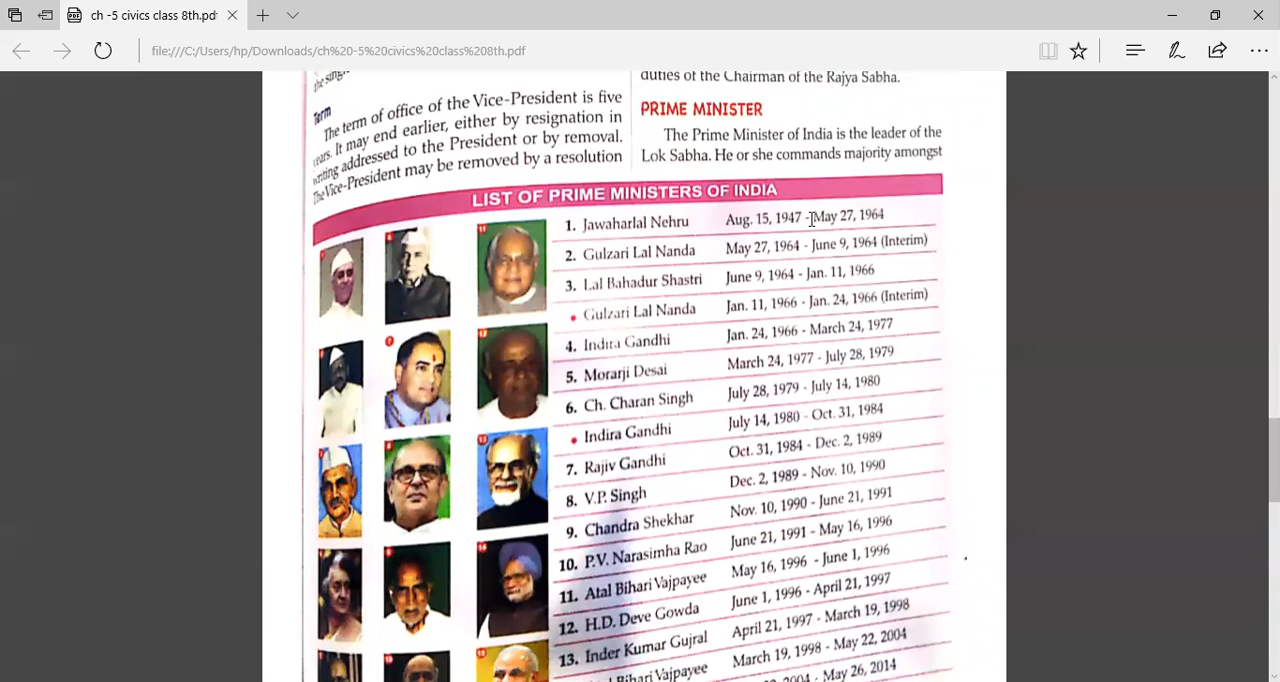 ch -5 civics class 8th.pdf
file:///C:/Users/hp/Downloads/ch%20-5%20civics%20class%208th.pdf
the single
Term
The term of office of the Vice-President is five
years. It may end earlier, either by resignation in
writing addressed to the President or by removal.
The Vice-President may be removed by a resolution
duties of the Chairman of the Rajya Sabha.
PRIME MINISTER
The Prime Minister of India is the leader of the
Lok Sabha. He or she commands majority amongst
LIST OF PRIME MINISTERS OF INDIA
1. Jawaharlal Nehru Aug. 15, 1947 - May 27, 1964
2. Gulzari Lal Nanda May 27, 1964 - June 9, 1964 (Interim)
3. Lal Bahadur Shastri June 9, 1964 - Jan. 11, 1966
• Gulzari Lal Nanda Jan. 11, 1966 - Jan. 24, 1966 (Interim)
4. Indira Gandhi Jan. 24, 1966 - March 24, 1977
5. Morarji Desai March 24, 1977 - July 28, 1979
6. Ch. Charan Singh July 28, 1979 - July 14, 1980
• Indira Gandhi July 14, 1980 - Oct. 31, 1984
7. Rajiv Gandhi Oct. 31, 1984 - Dec. 2, 1989
8. V.P. Singh Dec. 2, 1989 - Nov. 10, 1990
9. Chandra Shekhar Nov. 10, 1990 - June 21, 1991
10. P.V. Narasimha Rao June 21, 1991 - May 16, 1996
11. Atal Bihari Vajpayee May 16, 1996 - June 1, 1996
12. H.D. Deve Gowda June 1, 1996 - April 21, 1997
13. Inder Kumar Gujral April 21, 1997 - March 19, 1998
Bihari Vajpayee March 19, 1998 - May 22, 2004
2004 - May 26, 2014